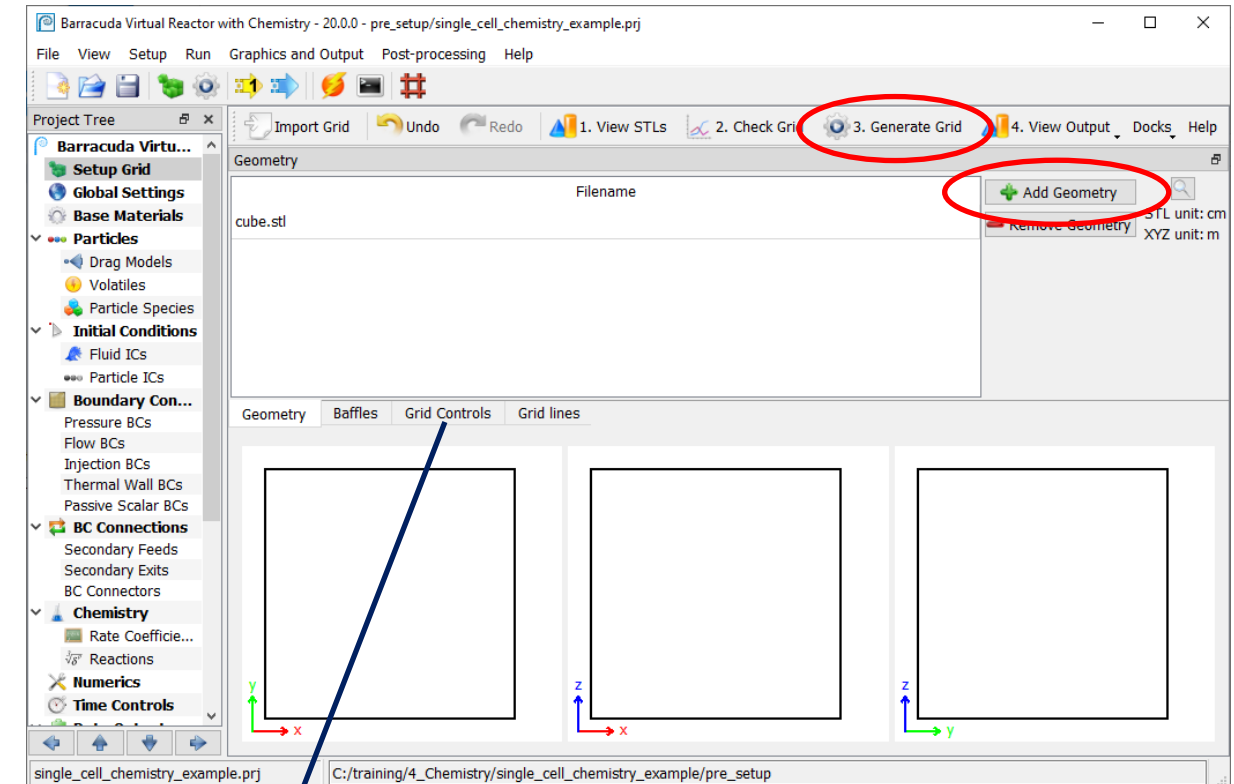 Barracuda Virtual Reactor with Chemistry - 20.0.0 - pre_setup/single_cell_chemistry_example.prj
File View Setup Run Graphics and Output Post-processing Help
Project Tree
Import Grid Undo Redo 1. View STLs 2. Check Grid 3. Generate Grid 4. View Output Docks Help
Barracuda Virtu...
Geometry
Setup Grid
Filename
Add Geometry
Global Settings
Base Materials
cube.stl
Remove Geometry
STL unit: cm
XYZ unit: m
Particles
Drag Models
Volatiles
Particle Species
Initial Conditions
Fluid ICs
Particle ICs
Boundary Con...
Geometry Baffles Grid Controls Grid lines
Pressure BCs
Flow BCs
Injection BCs
Thermal Wall BCs
Passive Scalar BCs
BC Connections
Secondary Feeds
Secondary Exits
BC Connectors
Chemistry
Rate Coefficie...
Reactions
Numerics
Time Controls
y x
z x
z y
single_cell_chemistry_example.prj
C:/training/4_Chemistry/single_cell_chemistry_example/pre_setup